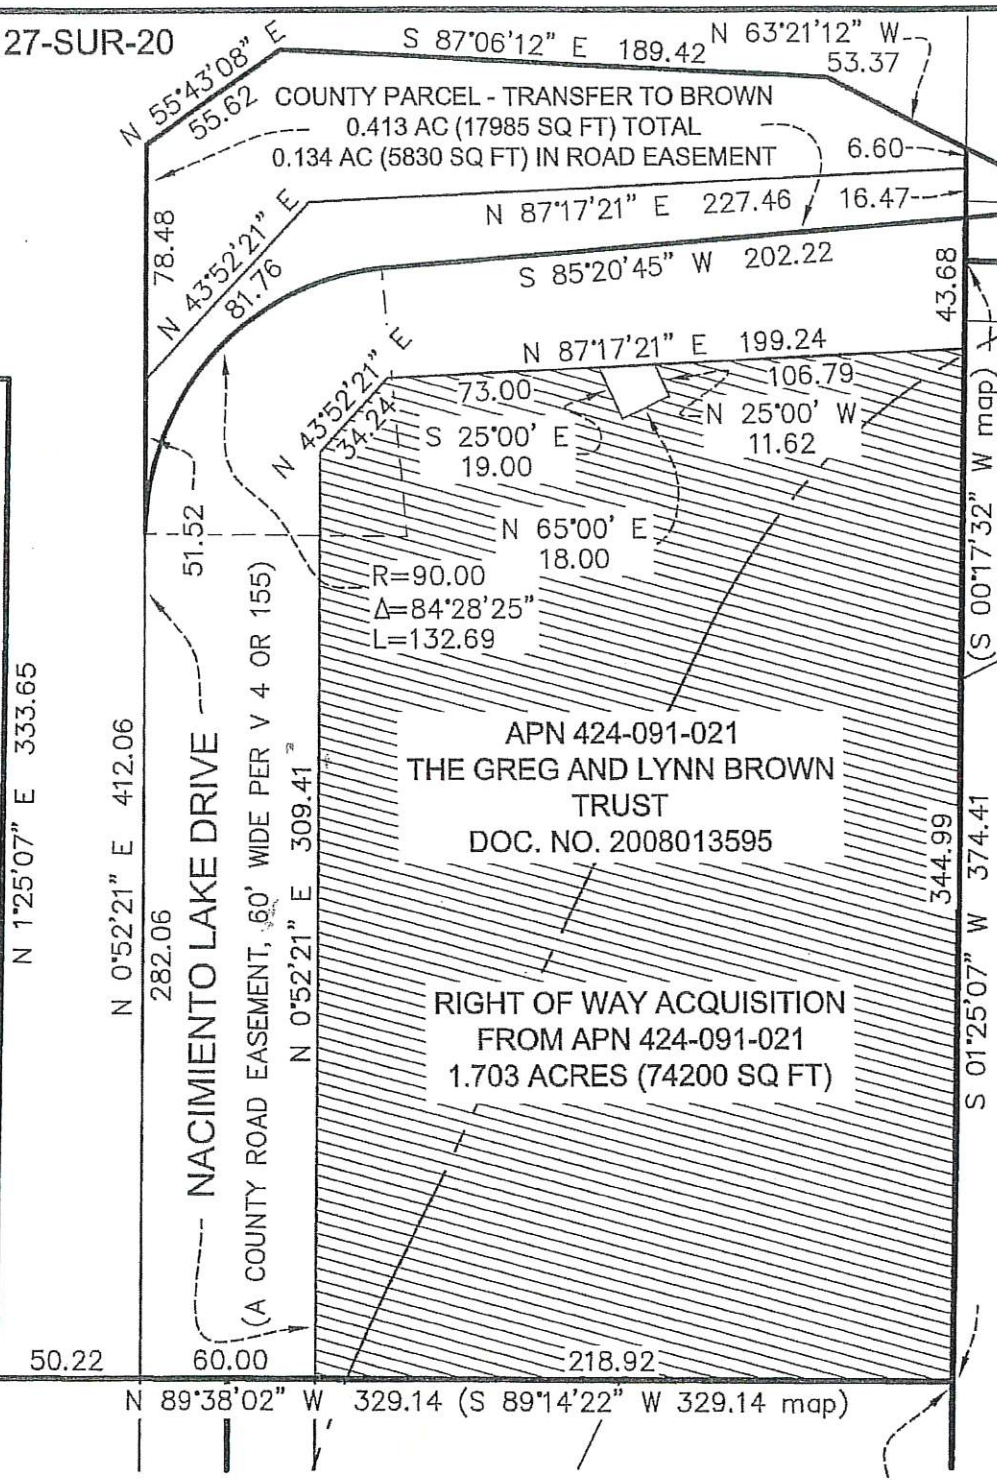 27-SUR-20
N 55°43'08" E
55.62
S 87°06'12" E 189.42
N 63°21'12" W
53.37
COUNTY PARCEL - TRANSFER TO BROWN
0.413 AC (17985 SQ FT) TOTAL
0.134 AC (5830 SQ FT) IN ROAD EASEMENT
6.60
16.47
78.48
N 43°52'21" E
81.76
N 87°17'21" E 227.46
S 85°20'45" W 202.22
43.68
N 87°17'21" E 199.24
N 43°52'21" E
34.24
73.00
106.79
S 25°00' E
19.00
N 25°00' W
11.62
N 65°00' E
18.00
51.52
R=90.00
Δ=84°28'25"
L=132.69
(S 00°17'32" W map)
N 1°25'07" E 333.65
N 0°52'21" E 412.06
282.06
NACIMIENTO LAKE DRIVE
(A COUNTY ROAD EASEMENT, 60' WIDE PER V 4 OR 155)
N 0°52'21" E 309.41
APN 424-091-021
THE GREG AND LYNN BROWN
TRUST
DOC. NO. 2008013595
344.99
S 01°25'07" W 374.41
RIGHT OF WAY ACQUISITION
FROM APN 424-091-021
1.703 ACRES (74200 SQ FT)
50.22
60.00
218.92
N 89°38'02" W 329.14 (S 89°14'22" W 329.14 map)